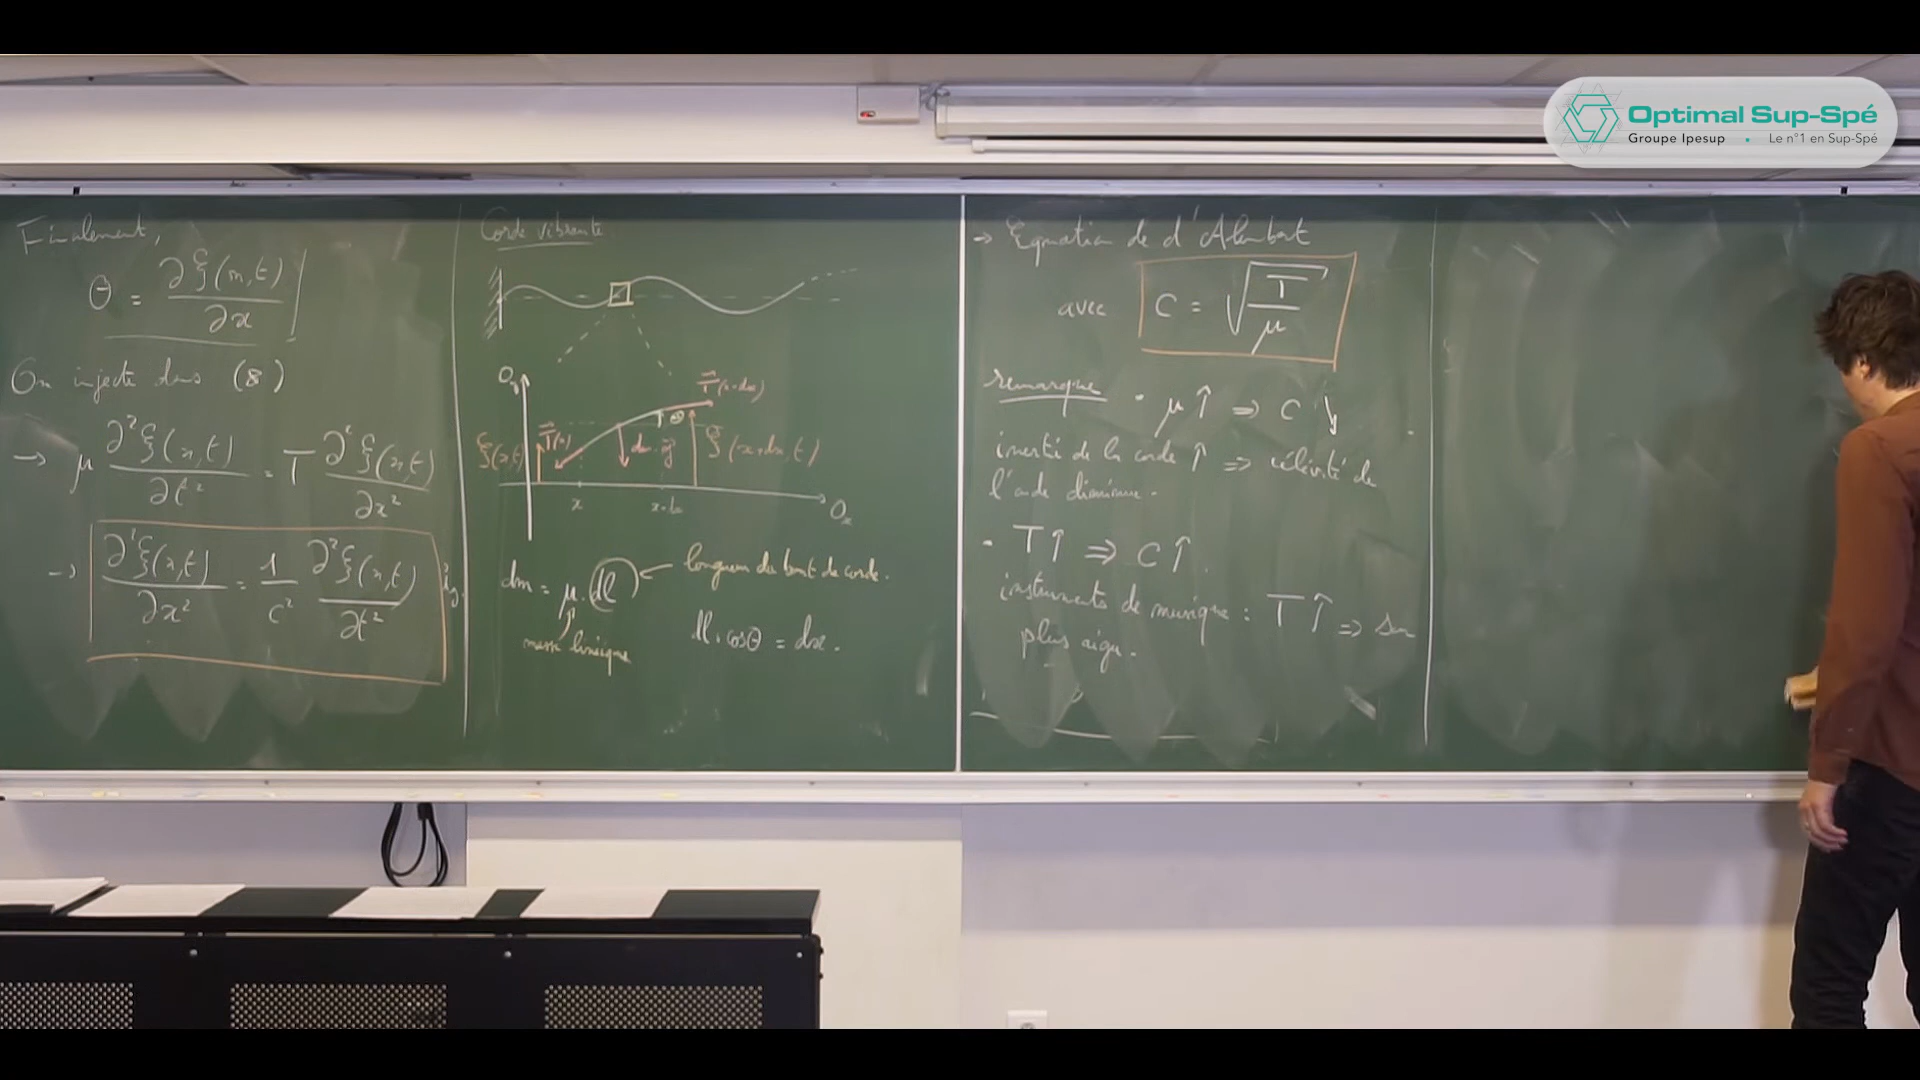 Optimal Sup-Spé
Groupe Ipesup • Le n°1 en Sup-Spé
Finalement,
θ = ∂ξ(x,t) / ∂x
On injecte dans (8)
→ μ ∂²ξ(x,t) / ∂t² = T ∂²ξ(x,t) / ∂x²
→ ∂²ξ(x,t) / ∂x² = 1/c² ∂²ξ(x,t) / ∂t²
Corde vibrante
O_y
T⃗(x+dx)
θ
ξ(x,t)
T⃗(x)
dm·g⃗
ξ(x+dx,t)
x
x+dx
O_x
dm = μ.dl ← longueur du bout de corde.
masse linéique
dl.cosθ = dx.
→ Equation de d'Alembert
avec C = √(T/μ)
remarque • μ↑ ⇒ C↓
inertie de la corde ↑ ⇒ célérité de
l'onde diminue.
• T↑ ⇒ C↑.
instruments de musique : T↑ ⇒ son
plus aigu.